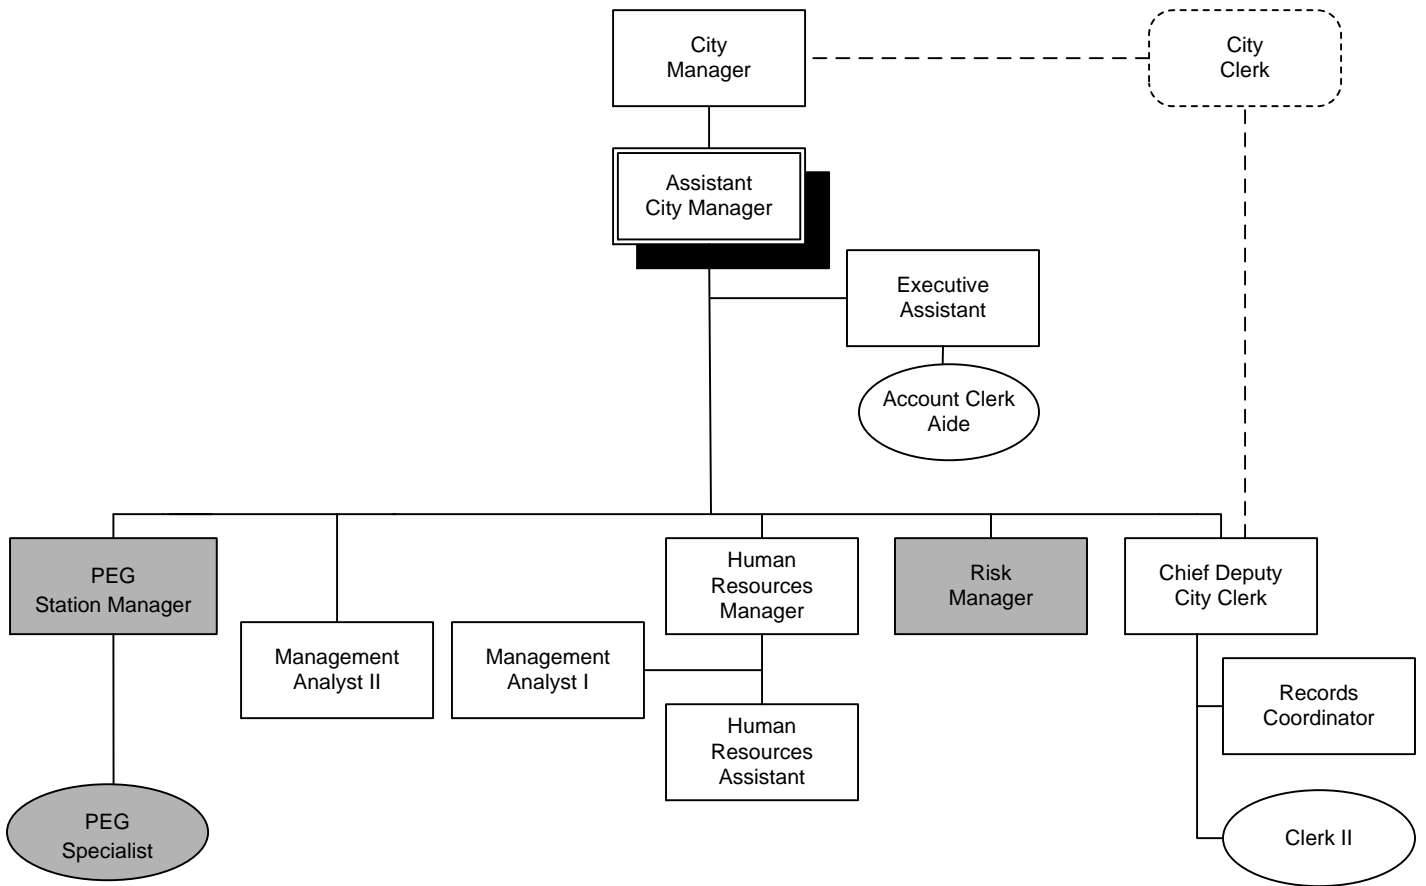 City
Manager
City
Clerk
Assistant
City Manager
Executive
Assistant
Account Clerk
Aide
PEG
Station Manager
Human
Resources
Manager
Risk
Manager
Chief Deputy
City Clerk
Management
Analyst II
Management
Analyst I
Records
Coordinator
Human
Resources
Assistant
PEG
Specialist
Clerk II